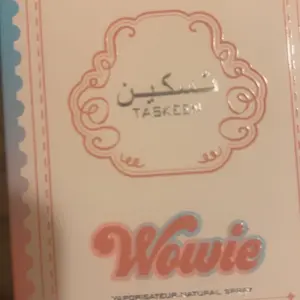 تسكين
TASKEEN
Wowie
VAPORISATEUR NATURAL SPRAY